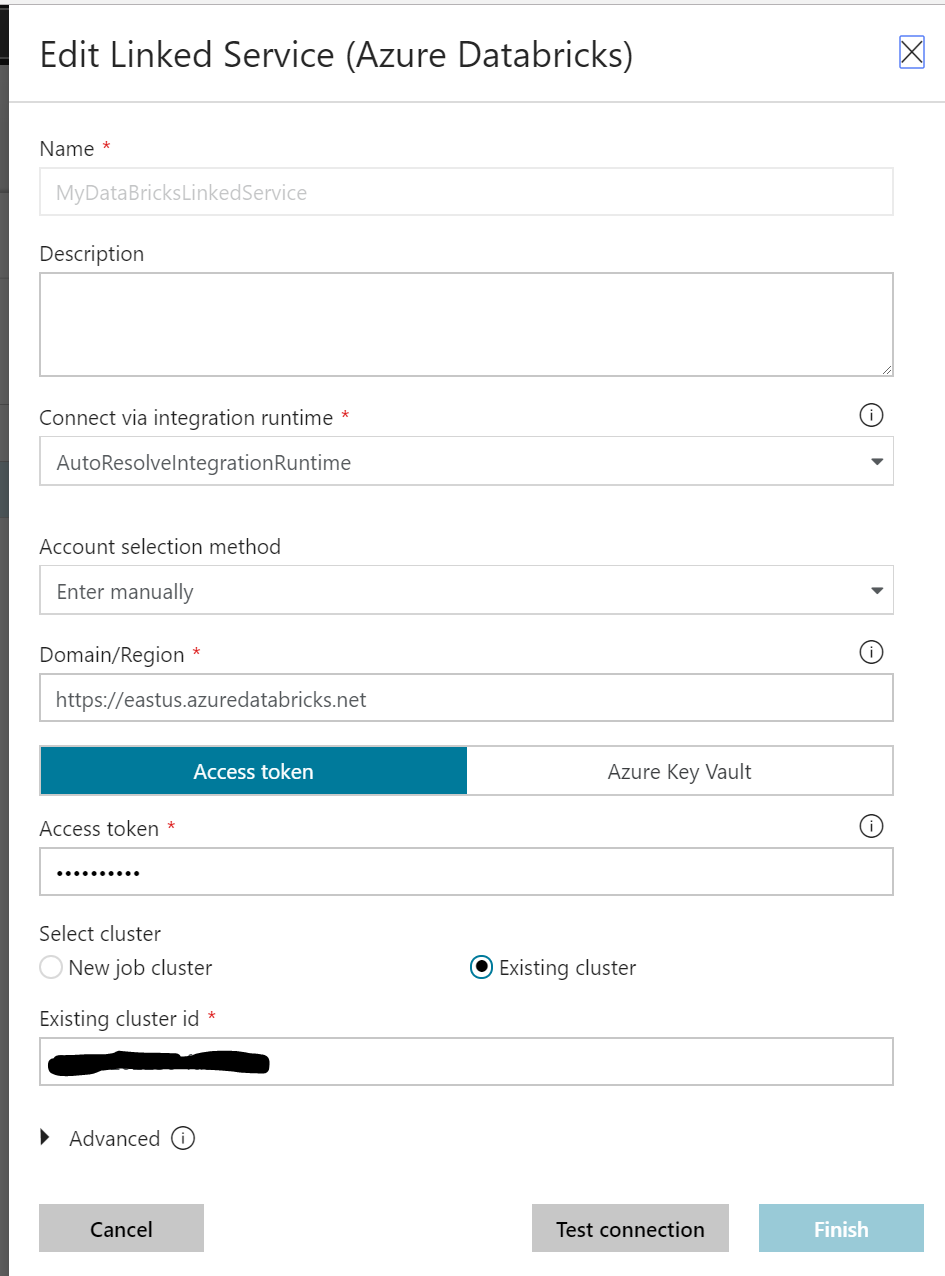 Edit Linked Service (Azure Databricks)
Name *
MyDataBricksLinkedService
Description
Connect via integration runtime *
AutoResolveIntegrationRuntime
Account selection method
Enter manually
Domain/Region *
https://eastus.azuredatabricks.net
Access token Azure Key Vault
Access token *
••••••••••
Select cluster
New job cluster Existing cluster
Existing cluster id *
Advanced
Cancel Test connection Finish